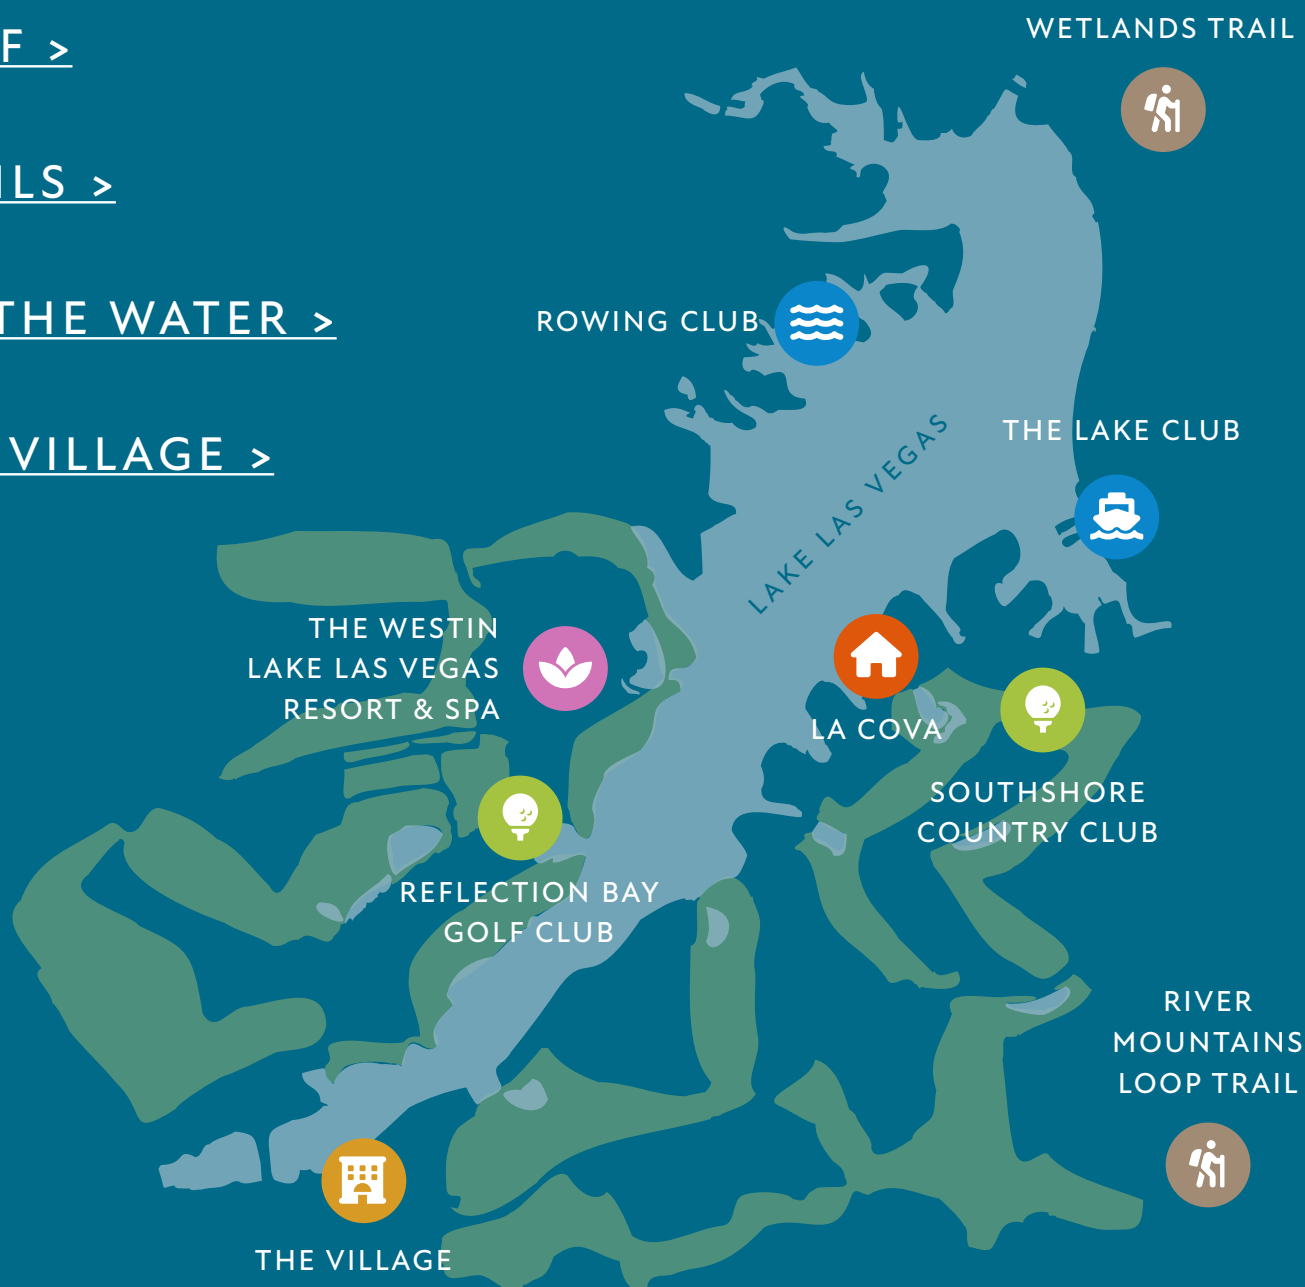 F >
ILS >
THE WATER >
VILLAGE >
WETLANDS TRAIL
ROWING CLUB
THE LAKE CLUB
LAKE LAS VEGAS
THE WESTIN
LAKE LAS VEGAS
RESORT & SPA
LA COVA
SOUTHSHORE
COUNTRY CLUB
REFLECTION BAY
GOLF CLUB
RIVER
MOUNTAINS
LOOP TRAIL
THE VILLAGE